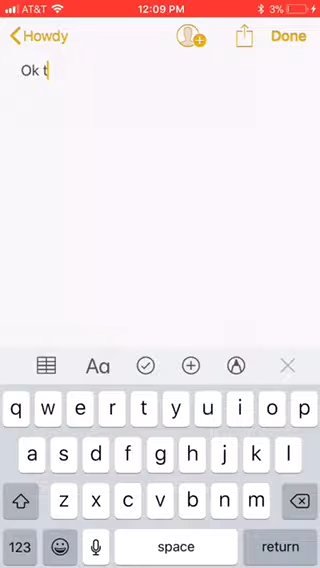 AT&T 12:09 PM 3%
Howdy Done
Ok t
Aa
q w e r t y u i o p
a s d f g h j k l
z x c v b n m
123 space return